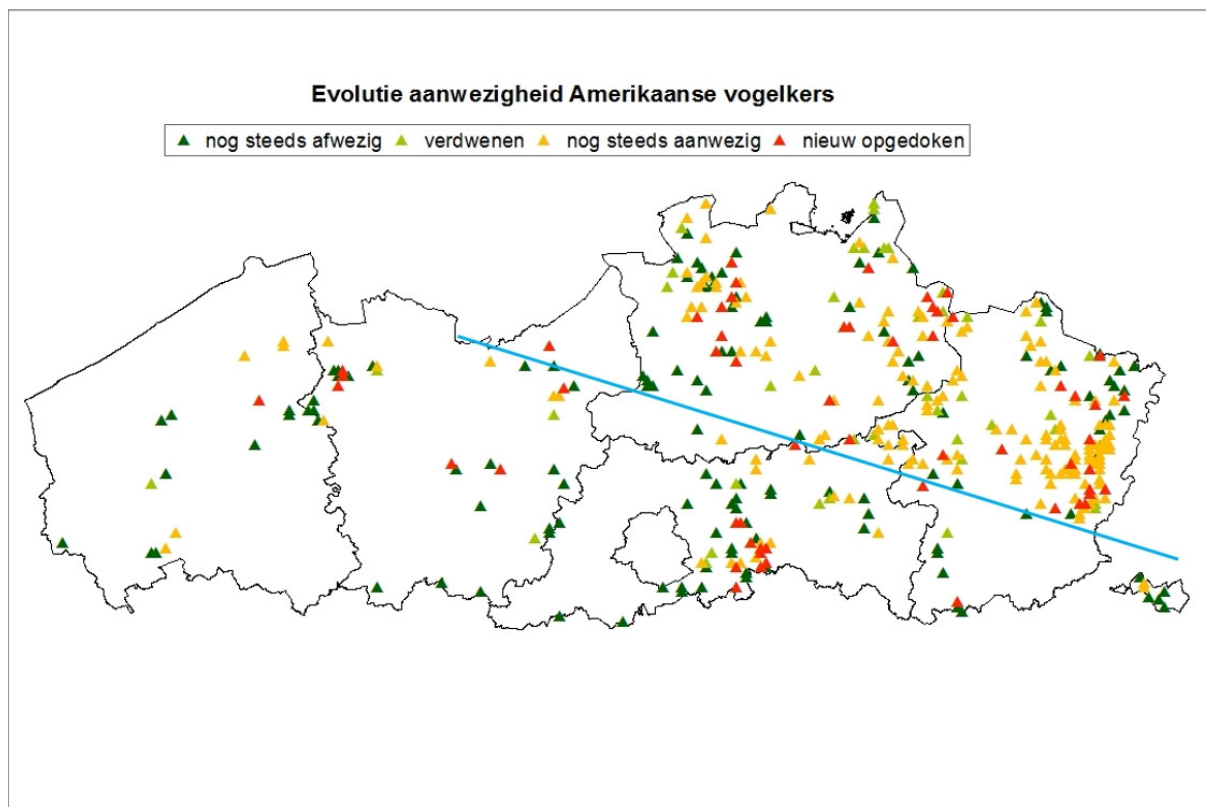 Evolutie aanwezigheid Amerikaanse vogelkers
nog steeds afwezig verdwenen nog steeds aanwezig nieuw opgedoken